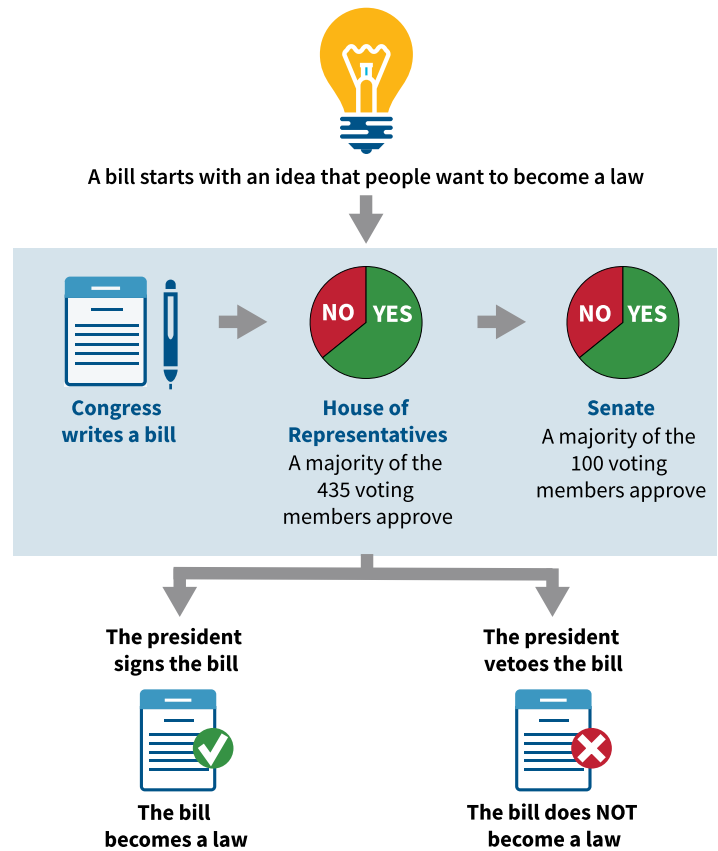 A bill starts with an idea that people want to become a law
NO YES
NO YES
Congress
writes a bill
House of
Representatives
A majority of the
435 voting
members approve
Senate
A majority of the
100 voting
members approve
The president
signs the bill
The president
vetoes the bill
The bill
becomes a law
The bill does NOT
become a law